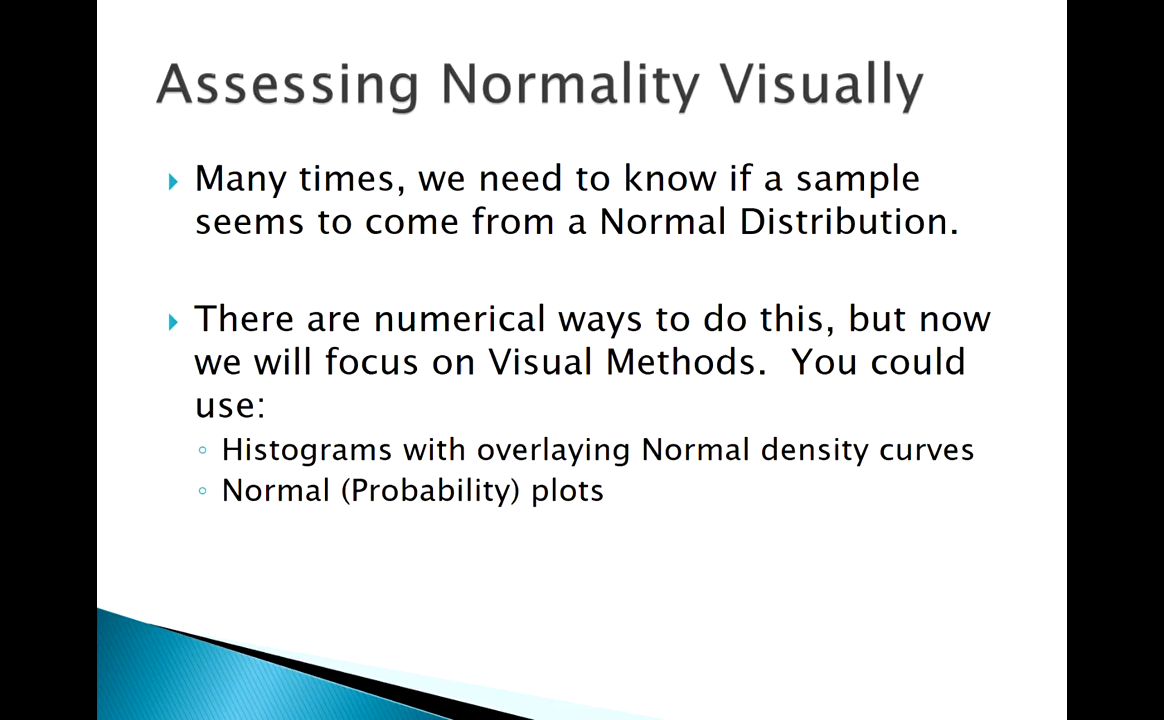 Assessing Normality Visually
Many times, we need to know if a sample
seems to come from a Normal Distribution.
There are numerical ways to do this, but now
we will focus on Visual Methods.  You could
use:
Histograms with overlaying Normal density curves
Normal (Probability) plots